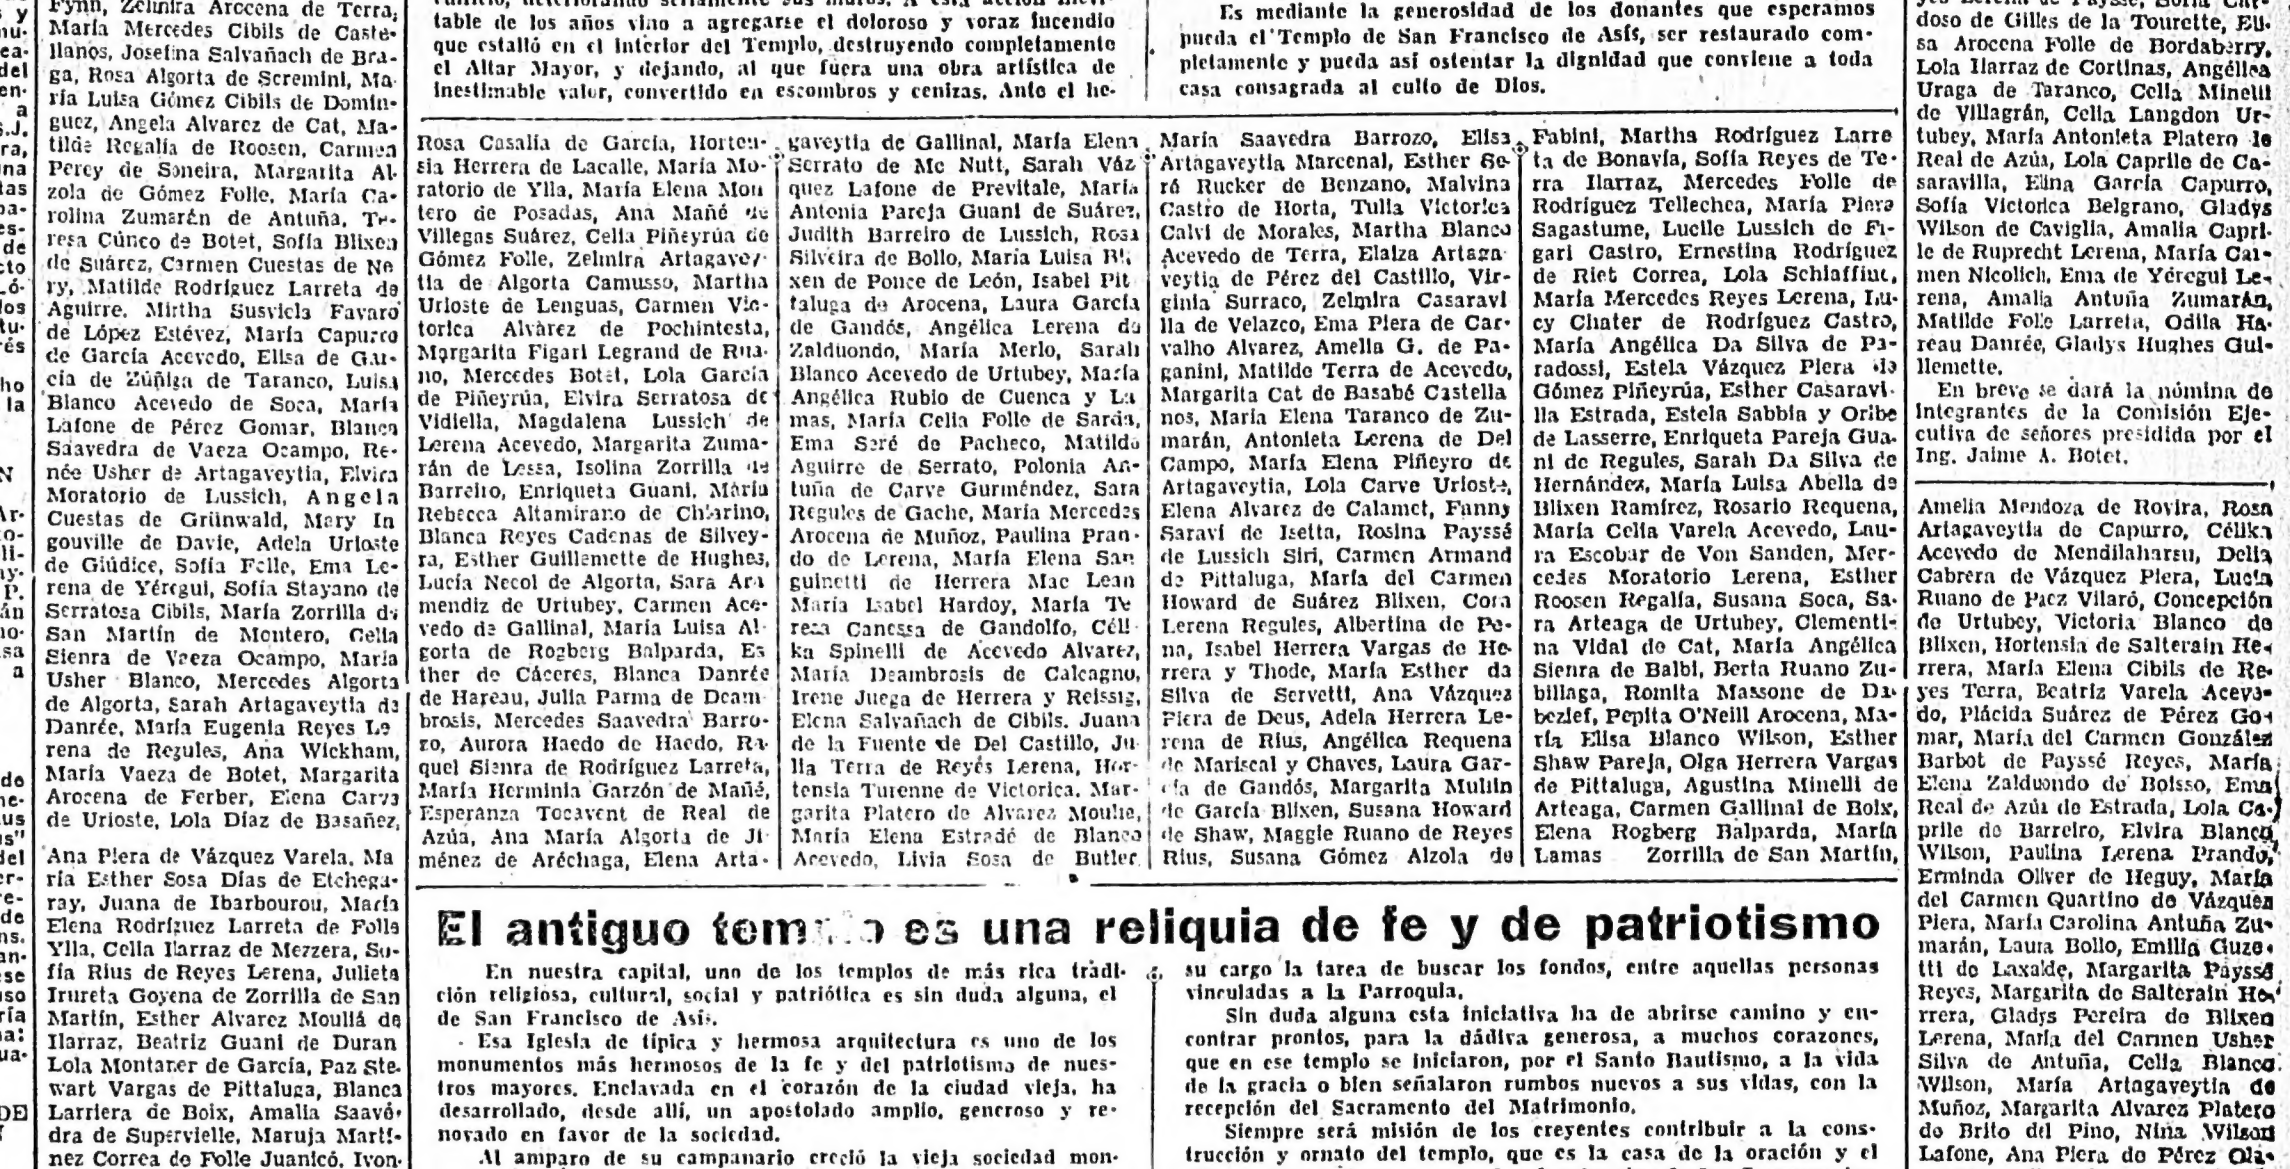 Fynn, Zelmira Arocena de Terra,
María Mercedes Cibils de Caste-
llanos, Josefina Salvañach de Bra-
ga, Rosa Algorta de Scremini, Ma-
ría Luisa Gómez Cibils de Domín-
guez, Angela Alvarez de Cat, Ma-
tilde Regalía de Roosen, Carmen
Percy de Soneira, Margarita Al-
zola de Gómez Folle, María Ca-
rolina Zumarán de Antuña, Te-
resa Cúneo de Botet, Sofía Blixen
de Suárez, Carmen Cuestas de Ne
ry, Matilde Rodríguez Larreta de
Aguirre. Mirtha Susviela Favaro
de López Estévez, María Capurro
de García Acevedo, Elisa de Gar-
cía de Zúñiga de Taranco, Luisa
Blanco Acevedo de Soca, María
Lafone de Pérez Gomar, Blanca
Saavedra de Vaeza Ocampo, Re-
née Usher de Artagaveytia, Elvira
Moratorio de Lussich, Angela
Cuestas de Grünwald, Mary In
gouville de Davie, Adela Urioste
de Giúdice, Sofía Folle, Ema Le-
rena de Yéregui, Sofía Stayano de
Serratosa Cibils, María Zorrilla de
San Martín de Montero, Celia
Sienra de Vaeza Ocampo, María
Usher Blanco, Mercedes Algorta
de Algorta, Sarah Artagaveytia de
Danrée, María Eugenia Reyes Le
rena de Regules, Ana Wickham,
María Vaeza de Botet, Margarita
Arocena de Ferber, Elena Carve
de Urioste, Lola Díaz de Basañez,
Ana Piera de Vázquez Varela, Ma
ría Esther Sosa Días de Etchega-
ray, Juana de Ibarbourou, María
Elena Rodríguez Larreta de Folle
Ylla, Celia Ilarraz de Mezzera, So-
fía Rius de Reyes Lerena, Julieta
Irureta Goyena de Zorrilla de San
Martín, Esther Alvarez Mouliá de
Ilarraz, Beatriz Guani de Duran
Lola Montaner de García, Paz Ste-
wart Vargas de Pittaluga, Blanca
Larriera de Boix, Amalia Saave-
dra de Supervielle, Maruja Martí-
nez Correa de Folle Juanicó, Ivon-
table de los años vino a agregarse el doloroso y voraz incendio
que estalló en el interior del Templo, destruyendo completamente
el Altar Mayor, y dejando, al que fuera una obra artística de
inestimable valor, convertido en escombros y cenizas. Ante el he-
Es mediante la generosidad de los donantes que esperamos
pueda el Templo de San Francisco de Asís, ser restaurado com-
pletamente y pueda así ostentar la dignidad que conviene a toda
casa consagrada al culto de Dios.
Rosa Casalía de García, Horten-
sia Herrera de Lacalle, María Mo-
ratorio de Ylla, María Elena Mon
tero de Posadas, Ana Mañé de
Villegas Suárez, Celia Piñeyrúa de
Gómez Folle, Zelmira Artagavey-
tia de Algorta Camusso, Martha
Urioste de Lenguas, Carmen Vic-
torica Alvarez de Pochintesta,
Margarita Figari Legrand de Rua-
no, Mercedes Botet, Lola García
de Piñeyrúa, Elvira Serratosa de
Vidiella, Magdalena Lussich de
Lerena Acevedo, Margarita Zuma-
rán de Lessa, Isolina Zorrilla de
Barreiro, Enriqueta Guani, María
Rebecca Altamirano de Chiarino,
Blanca Reyes Cadenas de Silvey-
ra, Esther Guillemette de Hughes,
Lucía Necol de Algorta, Sara Ara
mendiz de Urtubey, Carmen Ace-
vedo de Gallinal, María Luisa Al-
gorta de Rogberg Balparda, Es
ther de Cáceres, Blanca Danrée
de Hareau, Julia Parma de Deam
brosis, Mercedes Saavedra Barro-
zo, Aurora Haedo de Haedo, Ra-
quel Sienra de Rodríguez Larreta,
María Herminia Garzón de Mañé,
Esperanza Tocavent de Real de
Azúa, Ana María Algorta de Ji
ménez de Aréchaga, Elena Arta-
gaveytia de Gallinal, María Elena
Serrato de Mc Nutt, Sarah Váz
quez Lafone de Previtale, María
Antonia Pareja Guani de Suárez,
Judith Barreiro de Lussich, Rosa
Silveira de Bollo, María Luisa Bli
xen de Ponce de León, Isabel Pit
taluga de Arocena, Laura García
de Gandós, Angélica Lerena de
Zalduondo, María Merlo, Sarah
Blanco Acevedo de Urtubey, María
Angélica Rubio de Cuenca y La
mas, María Celia Folle de Sarda,
Ema Seré de Pacheco, Matilde
Aguirre de Serrato, Polonia An-
tuña de Carve Gurméndez, Sara
Regules de Gache, María Mercedes
Arocena de Muñoz, Paulina Pran-
do de Lerena, María Elena San
guinetti de Herrera Mac Lean
María Isabel Hardoy, María Te
resa Canessa de Gandolfo, Céli-
ka Spinelli de Acevedo Alvarez,
María Deambrosis de Calcagno,
Irene Juega de Herrera y Reissig,
Elena Salvañach de Cibils. Juana
de la Fuente de Del Castillo, Ju
lia Terra de Reyes Lerena, Hor-
tensia Turenne de Victorica. Mar-
garita Platero de Alvarez Moulie,
María Elena Estradé de Blanco
Acevedo, Livia Sosa de Butler,
María Saavedra Barrozo, Elisa
Artagaveytia Marcenal, Esther Se-
ré Rucker de Benzano, Malvina
Castro de Horta, Tulia Victorica
Calvi de Morales, Martha Blanco
Acevedo de Terra, Elaiza Artaga
veytia de Pérez del Castillo, Vir-
ginia Surraco, Zelmira Casaravi
lla de Velazco, Ema Piera de Car-
valho Alvarez, Amelia G. de Pa-
ganini, Matilde Terra de Acevedo,
Margarita Cat de Basabé Castella
nos, María Elena Taranco de Zu-
marán, Antonieta Lerena de Del
Campo, María Elena Piñeyro de
Artagaveytia, Lola Carve Urioste,
Elena Alvarez de Calamet, Fanny
Saraví de Isetta, Rosina Payssé
de Lussich Siri, Carmen Armand
de Pittaluga, María del Carmen
Howard de Suárez Blixen, Cora
Lerena Regules, Albertina de Pe-
na, Isabel Herrera Vargas de He-
rrera y Thode, María Esther da
Silva de Servetti, Ana Vázquez
Piera de Deus, Adela Herrera Le-
rena de Rius, Angélica Requena
de Mariscal y Chaves, Laura Gar-
cía de Gandós, Margarita Mullin
de García Blixen, Susana Howard
de Shaw, Maggie Ruano de Reyes
Rius, Susana Gómez Alzola de
Fabini, Martha Rodríguez Larre
ta de Bonavía, Sofía Reyes de Te-
rra Ilarraz, Mercedes Folle de
Rodríguez Tellechea, María Piera
Sagastume, Lucile Lussich de Fi-
gari Castro, Ernestina Rodríguez
de Riet Correa, Lola Schiaffini,
María Mercedes Reyes Lerena, Lu-
cy Chater de Rodríguez Castro,
María Angélica Da Silva de Pa-
radossi, Estela Vázquez Piera de
Gómez Piñeyrúa, Esther Casaravi-
lla Estrada, Estela Sabbia y Oribe
de Lasserre, Enriqueta Pareja Gua-
ni de Regules, Sarah Da Silva de
Hernández, María Luisa Abella de
Blixen Ramírez, Rosario Requena,
María Celia Varela Acevedo, Lau-
ra Escobar de Von Sanden, Mer-
cedes Moratorio Lerena, Esther
Roosen Regalía, Susana Soca, Sa-
ra Arteaga de Urtubey, Clementi-
na Vidal de Cat, María Angélica
Sienra de Balbi, Berta Ruano Zu-
billaga, Romita Massone de Da-
bezief, Pepita O'Neill Arocena, Ma-
ría Elisa Blanco Wilson, Esther
Shaw Pareja, Olga Herrera Vargas
de Pittaluga, Agustina Minelli de
Arteaga, Carmen Gallinal de Boix,
Elena Rogberg Balparda, María
Lamas Zorrilla de San Martín,
doso de Gilles de la Tourette, Eli-
sa Arocena Folle de Bordaberry,
Lola Ilarraz de Cortinas, Angélica
Uraga de Taranco, Celia Minelli
de Villagrán, Celia Langdon Ur-
tubey, María Antonieta Platero de
Real de Azúa, Lola Caprile de Ca-
saravilla, Elina García Capurro,
Sofía Victorica Belgrano, Gladys
Wilson de Caviglia, Amalia Capri-
le de Ruprecht Lerena, María Car-
men Nicolich, Ema de Yéregui Le-
rena, Amalia Antuña Zumarán,
Matilde Folle Larreta, Odila Ha-
reau Danrée, Gladys Hughes Gui-
llemette.
En breve se dará la nómina de
integrantes de la Comisión Eje-
cutiva de señores presidida por el
Ing. Jaime A. Botet.
Amelia Mendoza de Rovira, Rosa
Artagaveytia de Capurro, Célika
Acevedo de Mendilaharsu, Delia
Cabrera de Vázquez Piera, Lucía
Ruano de Paez Vilaró, Concepción
de Urtubey, Victoria Blanco de
Blixen, Hortensia de Salterain He-
rrera, María Elena Cibils de Re-
yes Terra, Beatriz Varela Aceve-
do, Plácida Suárez de Pérez Go-
mar, María del Carmen González
Barbot de Payssé Reyes, María
Elena Zalduondo de Boisso, Ema
Real de Azúa de Estrada, Lola Ca-
prile de Barreiro, Elvira Blanco
Wilson, Paulina Lerena Prando,
Erminda Oliver de Heguy, María
del Carmen Quartino de Vázquez
Piera, María Carolina Antuña Zu-
marán, Laura Bollo, Emilia Guze-
tti de Laxalde, Margarita Payssé
Reyes, Margarita de Salterain He-
rrera, Gladys Pereira de Blixen
Lerena, María del Carmen Usher
Silva de Antuña, Celia Blanco
Wilson, María Artagaveytia de
Muñoz, Margarita Alvarez Platero
de Brito del Pino, Nina Wilson
Lafone, Ana Piera de Pérez Oli-
El antiguo templo es una reliquia de fe y de patriotismo
En nuestra capital, uno de los templos de más rica tradi-
ción religiosa, cultural, social y patriótica es sin duda alguna, el
de San Francisco de Asís.
Esa Iglesia de típica y hermosa arquitectura es uno de los
monumentos más hermosos de la fe y del patriotismo de nues-
tros mayores. Enclavada en el corazón de la ciudad vieja, ha
desarrollado, desde allí, un apostolado amplio, generoso y re-
novado en favor de la sociedad.
Al amparo de su campanario creció la vieja sociedad mon-
su cargo la tarea de buscar los fondos, entre aquellas personas
vinculadas a la Parroquia.
Sin duda alguna esta iniciativa ha de abrirse camino y en-
contrar prontos, para la dádiva generosa, a muchos corazones,
que en ese templo se iniciaron, por el Santo Bautismo, a la vida
de la gracia o bien señalaron rumbos nuevos a sus vidas, con la
recepción del Sacramento del Matrimonio.
Siempre será misión de los creyentes contribuir a la cons-
trucción y ornato del templo, que es la casa de la oración y el